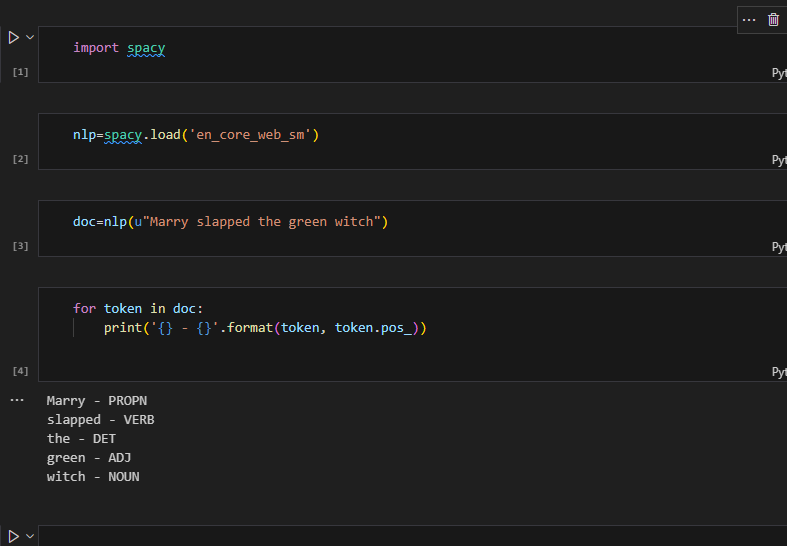 import spacy
[1]
Pyt
nlp=spacy.load('en_core_web_sm')
[2]
Pyt
doc=nlp(u"Marry slapped the green witch")
[3]
Pyt
for token in doc:
    print('{} - {}'.format(token, token.pos_))
[4]
Pyt
Marry - PROPN
slapped - VERB
the - DET
green - ADJ
witch - NOUN